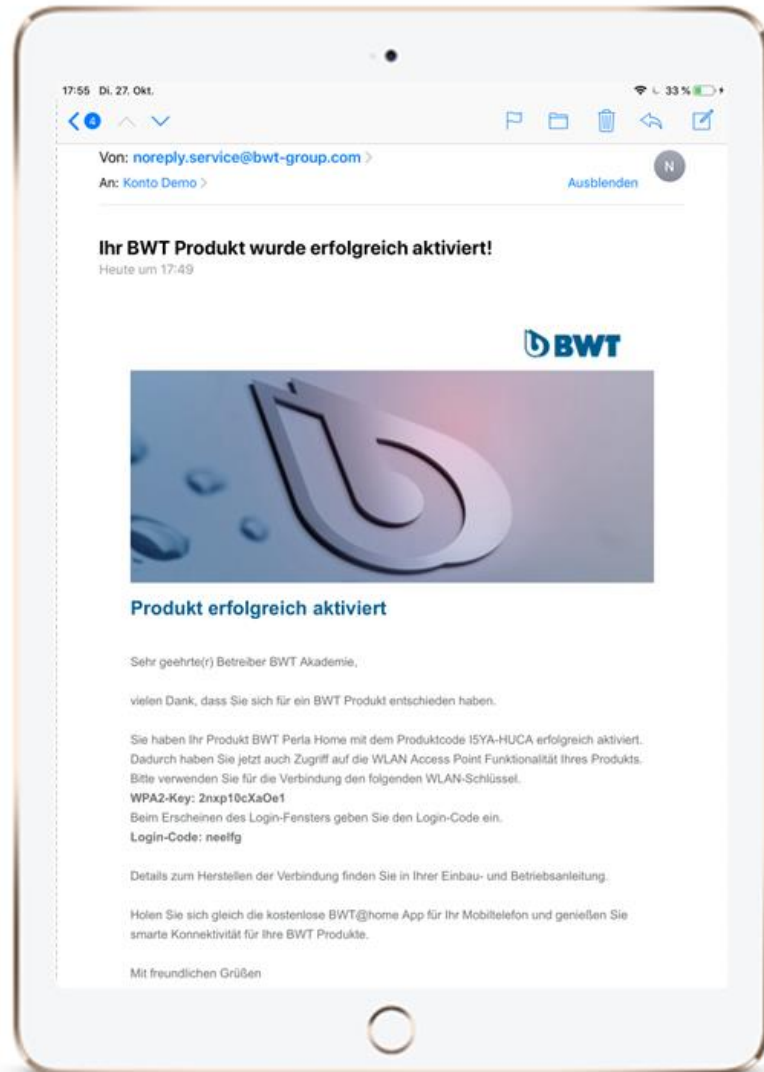 17:55 Di. 27. Okt. 33 %
4
Von: noreply.service@bwt-group.com
N
An: Konto Demo Ausblenden
Ihr BWT Produkt wurde erfolgreich aktiviert!
Heute um 17:49
BWT
Produkt erfolgreich aktiviert
Sehr geehrte(r) Betreiber BWT Akademie,
vielen Dank, dass Sie sich für ein BWT Produkt entschieden haben.
Sie haben Ihr Produkt BWT Perla Home mit dem Produktcode I5YA-HUCA erfolgreich aktiviert.
Dadurch haben Sie jetzt auch Zugriff auf die WLAN Access Point Funktionalität Ihres Produkts.
Bitte verwenden Sie für die Verbindung den folgenden WLAN-Schlüssel.
WPA2-Key: 2nxp10cXaOe1
Beim Erscheinen des Login-Fensters geben Sie den Login-Code ein.
Login-Code: neelfg
Details zum Herstellen der Verbindung finden Sie in Ihrer Einbau- und Betriebsanleitung.
Holen Sie sich gleich die kostenlose BWT@home App für Ihr Mobiltelefon und genießen Sie
smarte Konnektivität für Ihre BWT Produkte.
Mit freundlichen Grüßen